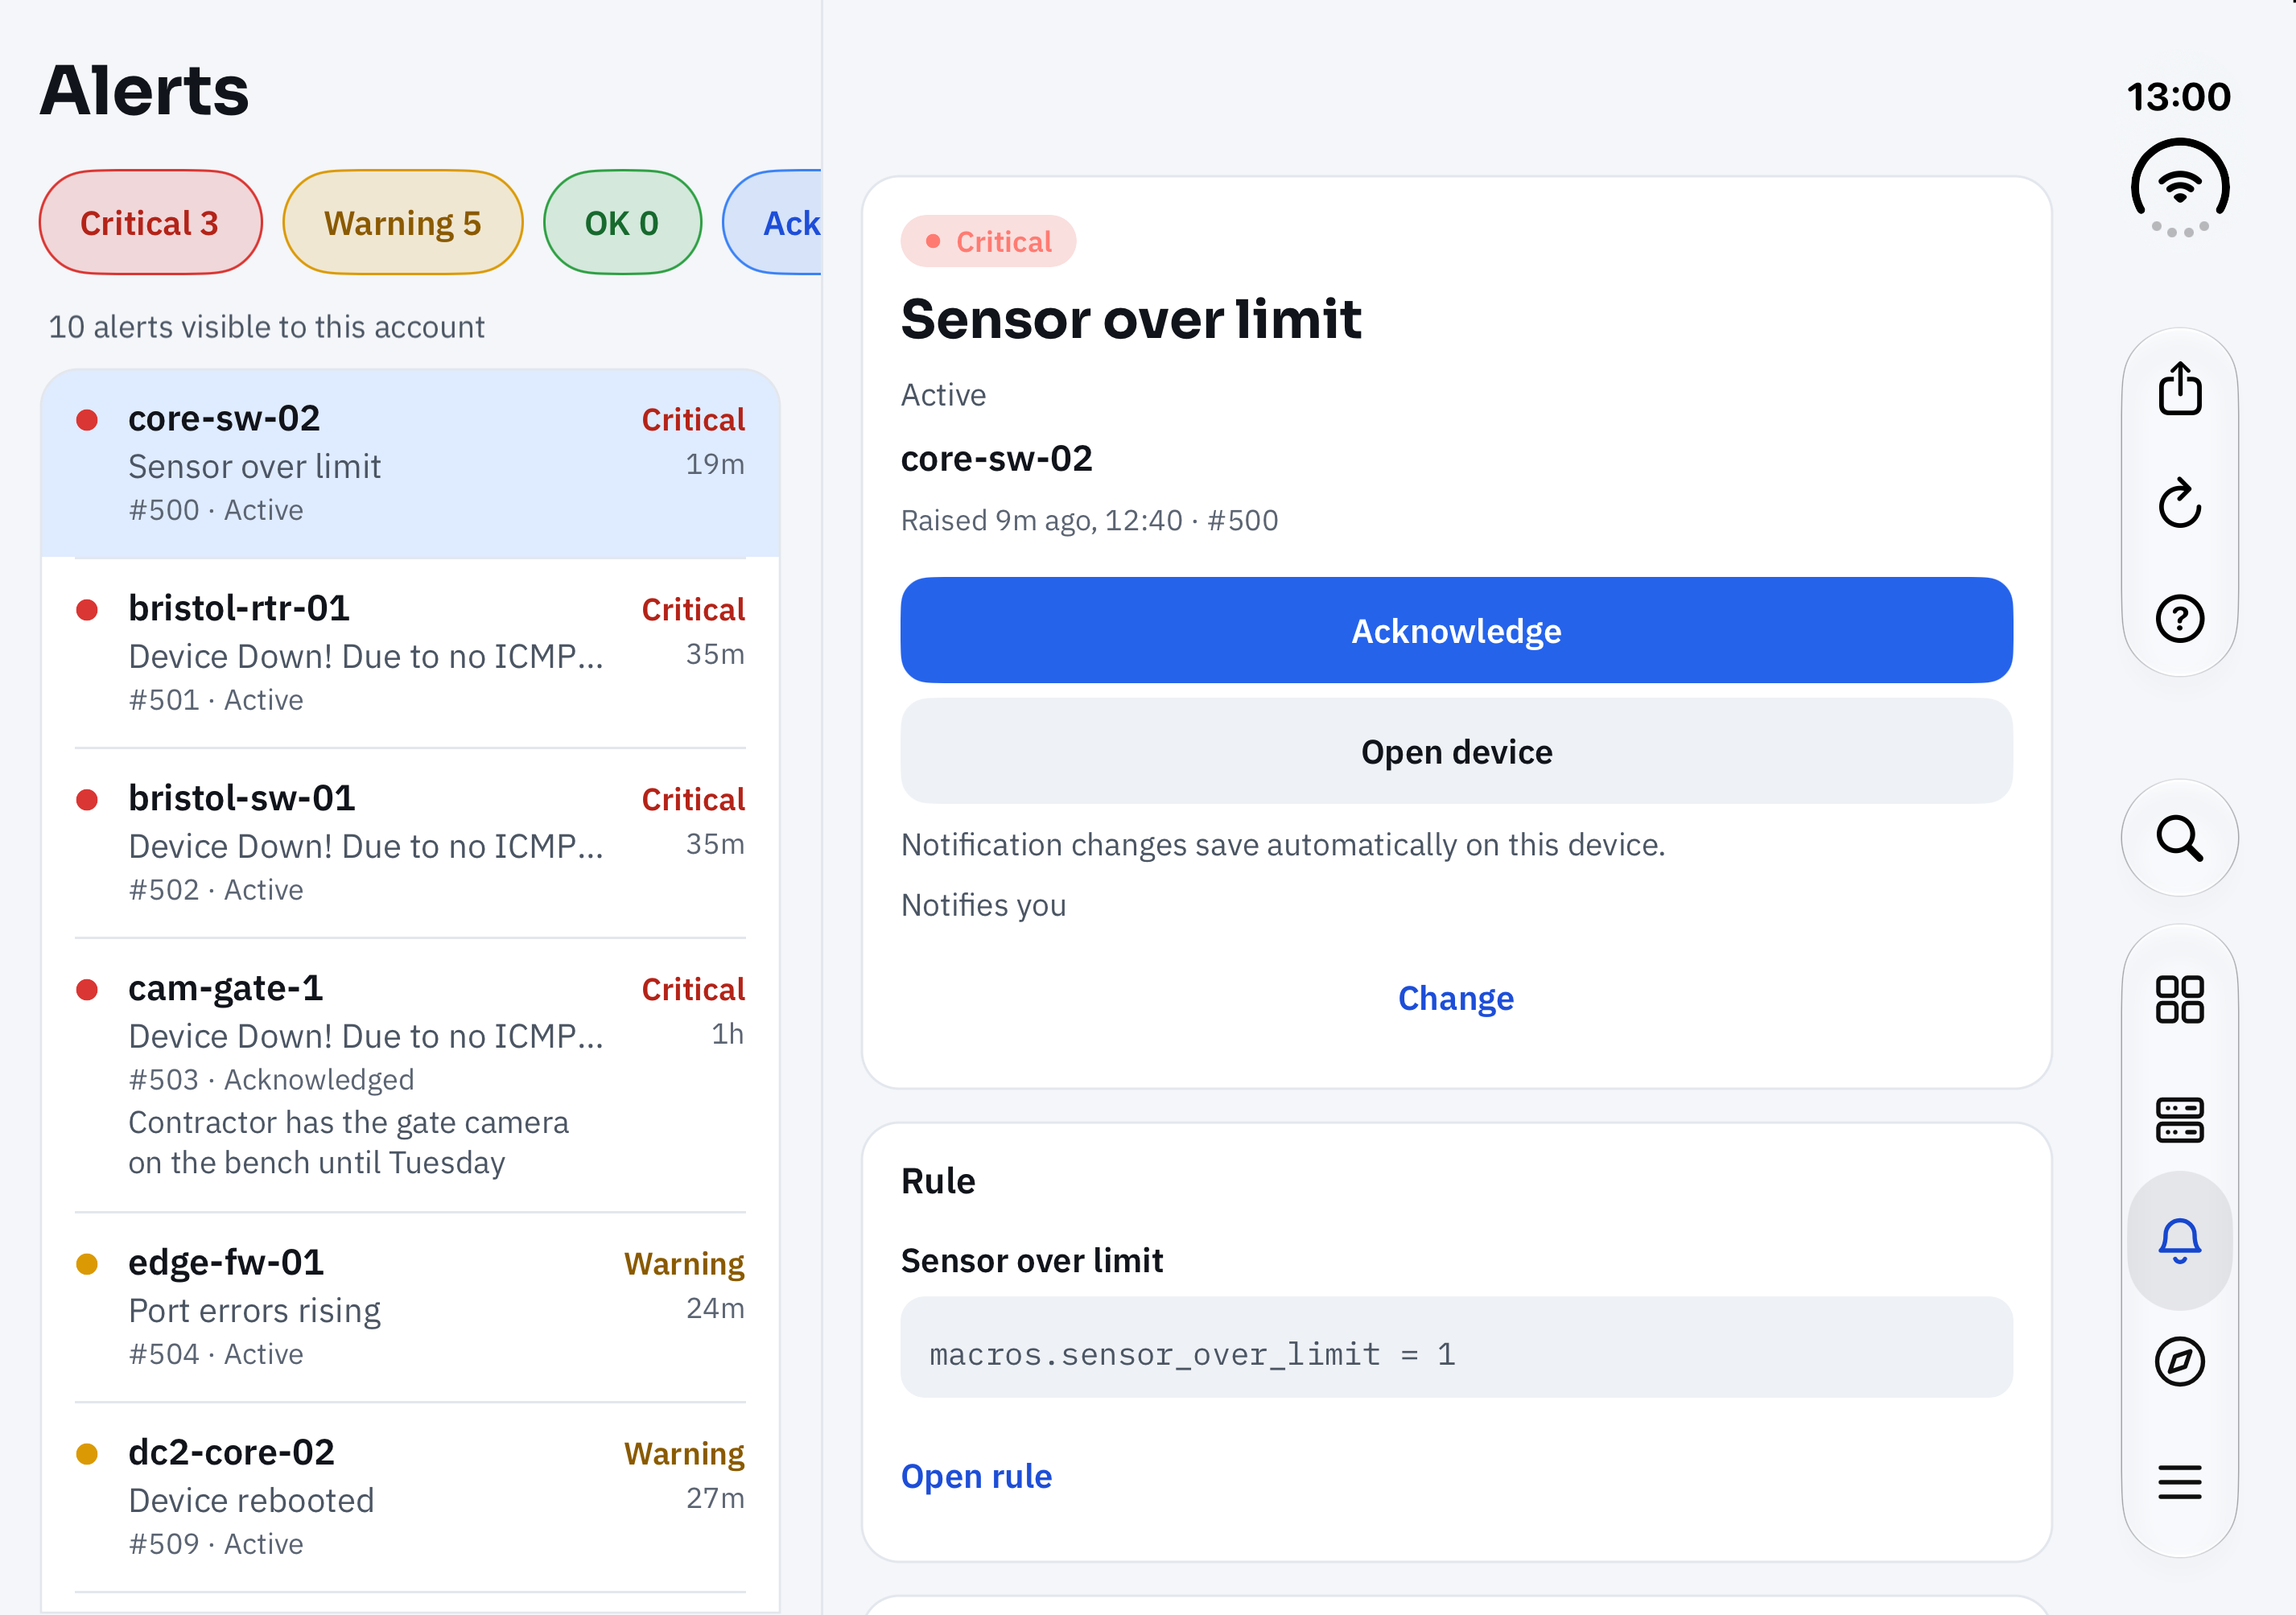 Alerts
Critical 3
Warning 5
OK 0
Ack
10 alerts visible to this account
core-sw-02
Critical
Sensor over limit
19m
#500 · Active
bristol-rtr-01
Critical
Device Down! Due to no ICMP...
35m
#501 · Active
bristol-sw-01
Critical
Device Down! Due to no ICMP...
35m
#502 · Active
cam-gate-1
Critical
Device Down! Due to no ICMP...
1h
#503 · Acknowledged
Contractor has the gate camera
on the bench until Tuesday
edge-fw-01
Warning
Port errors rising
24m
#504 · Active
dc2-core-02
Warning
Device rebooted
27m
#509 · Active
Critical
Sensor over limit
Active
core-sw-02
Raised 9m ago, 12:40 · #500
Acknowledge
Open device
Notification changes save automatically on this device.
Notifies you
Change
Rule
Sensor over limit
macros.sensor_over_limit = 1
Open rule
13:00